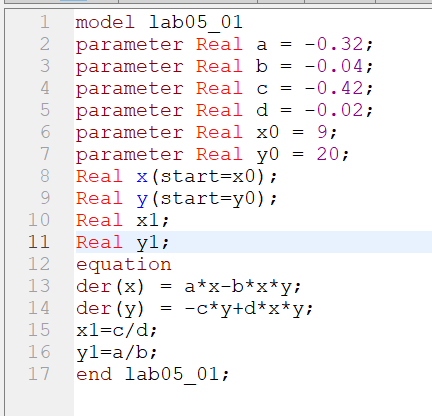 1 model lab05_01
2 parameter Real a = -0.32;
3 parameter Real b = -0.04;
4 parameter Real c = -0.42;
5 parameter Real d = -0.02;
6 parameter Real x0 = 9;
7 parameter Real y0 = 20;
8 Real x(start=x0);
9 Real y(start=y0);
10 Real x1;
11 Real y1;
12 equation
13 der(x) = a*x-b*x*y;
14 der(y) = -c*y+d*x*y;
15 x1=c/d;
16 y1=a/b;
17 end lab05_01;